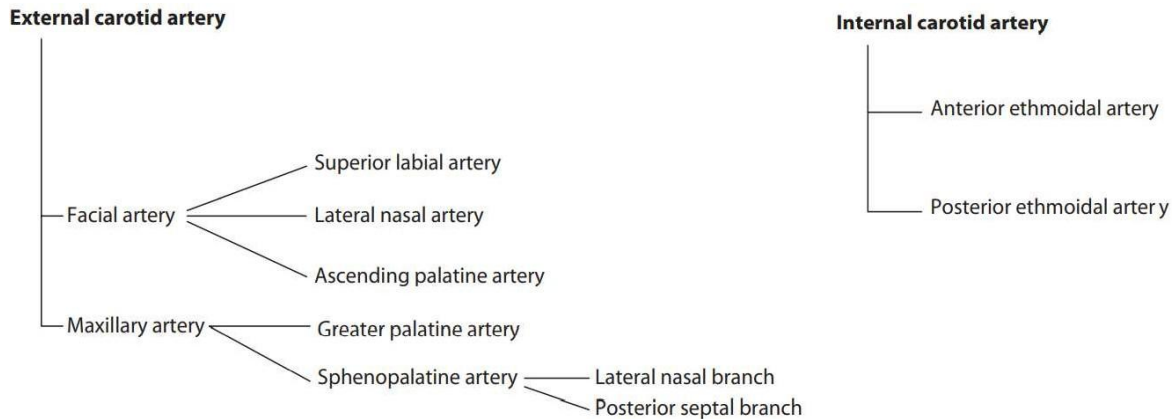 External carotid artery
Superior labial artery
Facial artery
Lateral nasal artery
Ascending palatine artery
Maxillary artery
Greater palatine artery
Sphenopalatine artery
Lateral nasal branch
Posterior septal branch
Internal carotid artery
Anterior ethmoidal artery
Posterior ethmoidal arter y